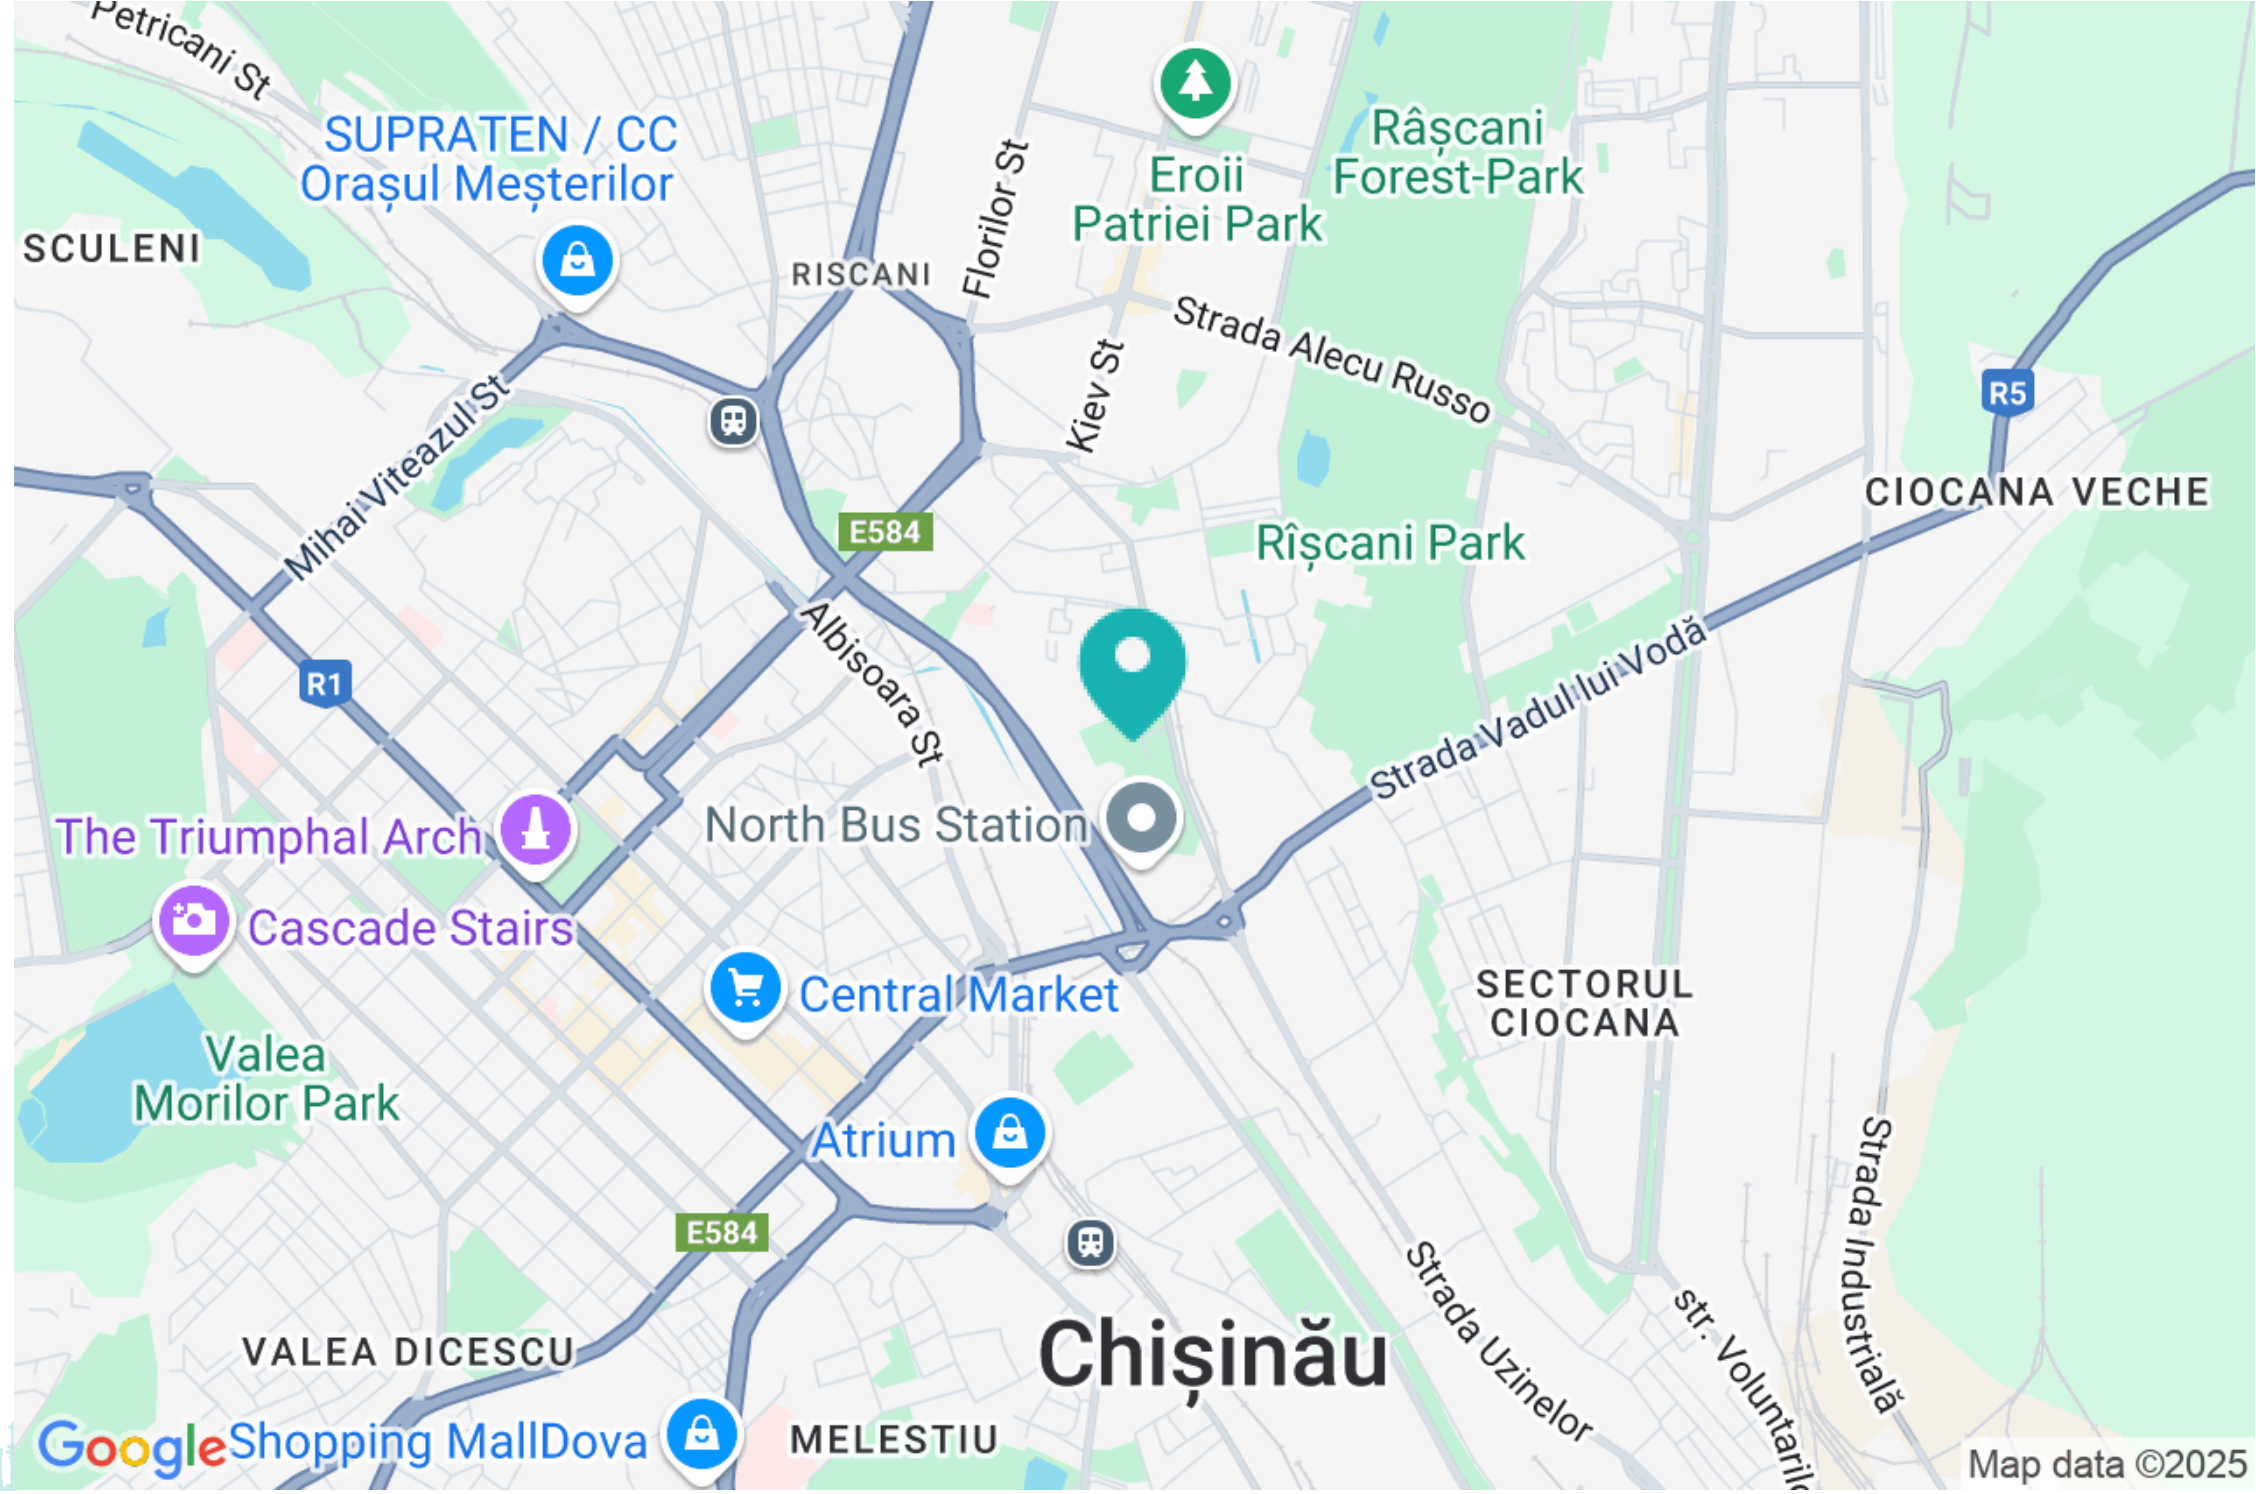 Petricani St
SUPRATEN / CC
Orașul Meșterilor
SCULENI
RISCANI
Florilor St
Eroii
Patriei Park
Râșcani
Forest-Park
Strada Alecu Russo
Kiev St
R5
CIOCANA VECHE
Mihai Viteazul St
E584
Rîșcani Park
Albisoara St
R1
Strada Vadul lui Vodă
The Triumphal Arch
North Bus Station
Cascade Stairs
Central Market
SECTORUL
CIOCANA
Valea
Morilor Park
Atrium
E584
Strada Industrială
Strada Uzinelor
str. Voluntarilo
VALEA DICESCU
Chișinău
Google
Shopping MallDova
MELESTIU
Map data ©2025